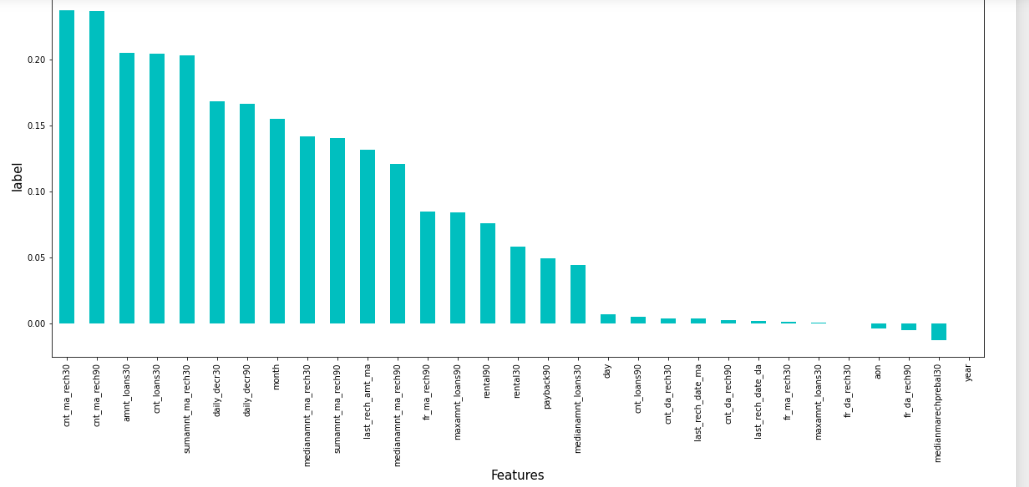 0.20
0.15
0.10
0.05
0.00
label
cnt_ma_rech30
cnt_ma_rech90
amnt_loans30
cnt_loans30
sumamnt_ma_rech30
daily_decr30
daily_decr90
month
medianamnt_ma_rech30
sumamnt_ma_rech90
last_rech_amt_ma
medianamnt_ma_rech90
fr_ma_rech90
maxamnt_loans90
rental90
rental30
payback90
medianamnt_loans30
day
cnt_loans90
cnt_da_rech30
last_rech_date_ma
cnt_da_rech90
last_rech_date_da
fr_ma_rech30
maxamnt_loans30
fr_da_rech30
aon
fr_da_rech90
medianmarechprebal30
year
Features